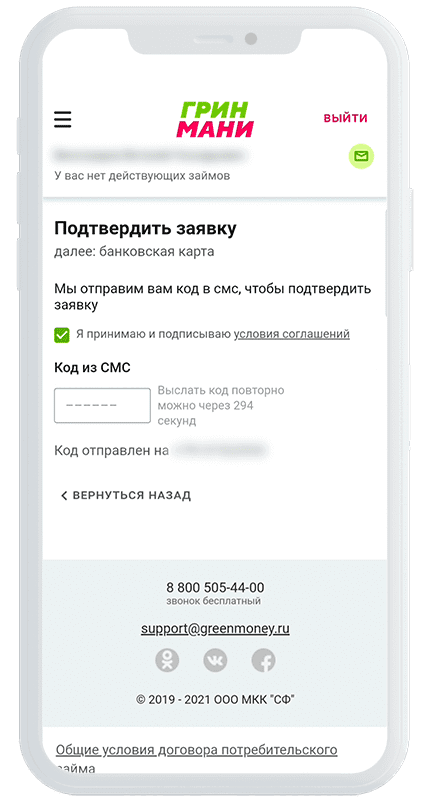 ГРИН
МАНИ
ВЫЙТИ
У вас нет действующих займов
Подтвердить заявку
далее: банковская карта
Мы отправим вам код в смс, чтобы подтвердить
заявку
Я принимаю и подписываю условия соглашений
Код из СМС
Выслать код повторно
можно через 294
секунд
Код отправлен на
ВЕРНУТЬСЯ НАЗАД
8 800 505-44-00
звонок бесплатный
support@greenmoney.ru
© 2019 - 2021 ООО МКК "СФ"
Общие условия договора потребительского
займа